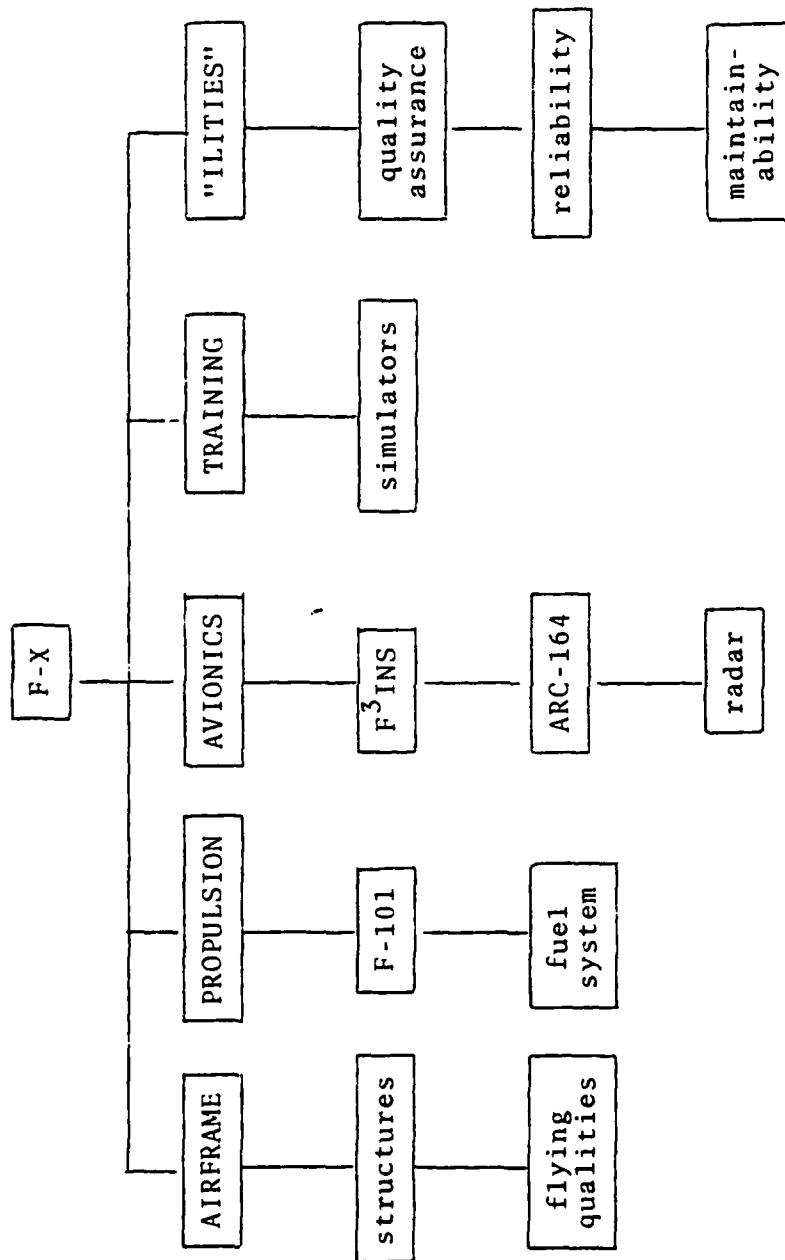 F-X
AIRFRAME
structures
flying
qualities
PROPULSION
F-101
fuel
system
AVIONICS
F³INS
ARC-164
radar
TRAINING
simulators
"ILITIES"
quality
assurance
reliability
maintain-
ability